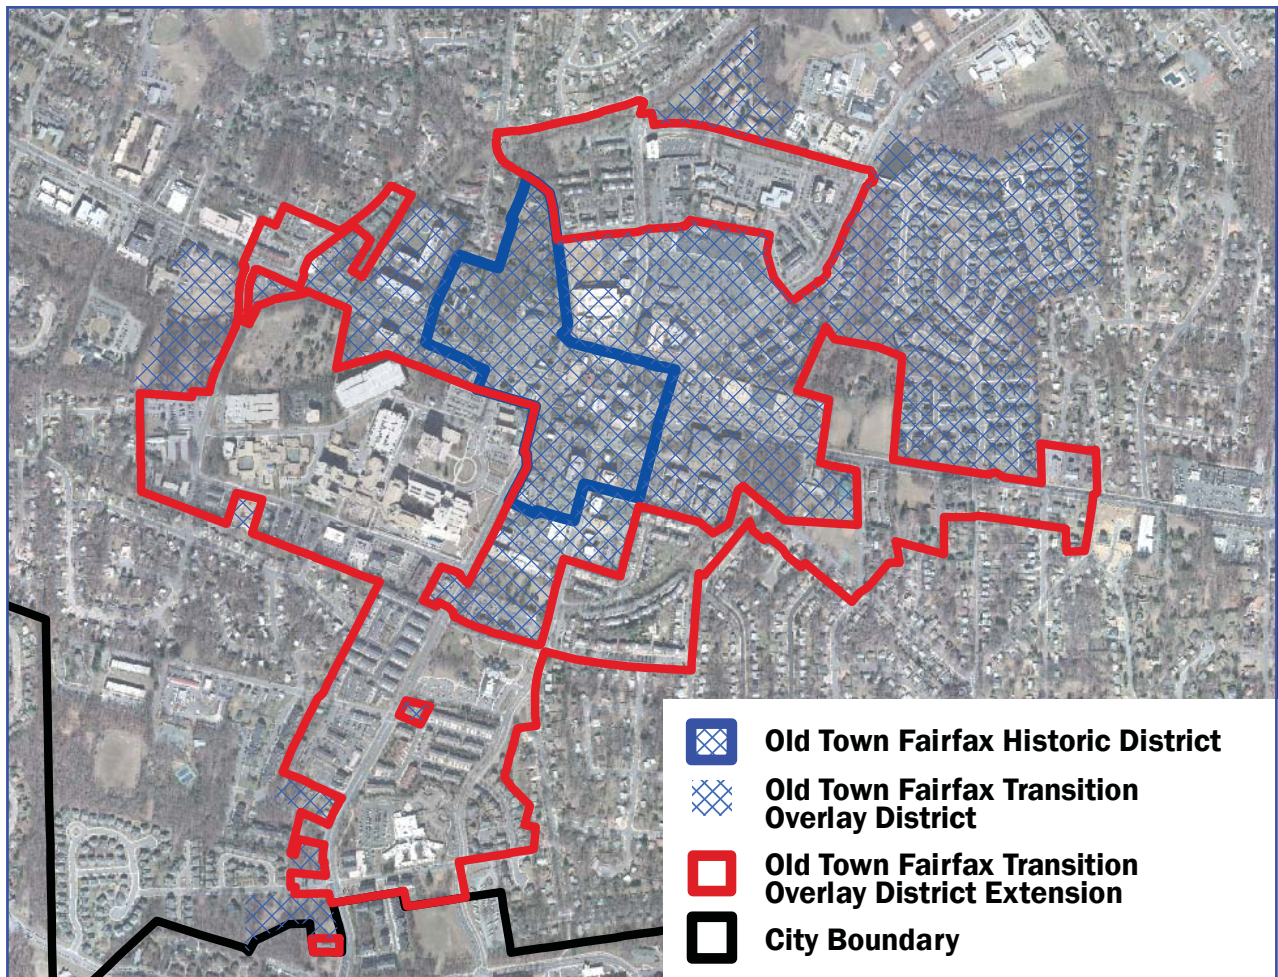 Old Town Fairfax Historic District
Old Town Fairfax Transition
Overlay District
Old Town Fairfax Transition
Overlay District Extension
City Boundary